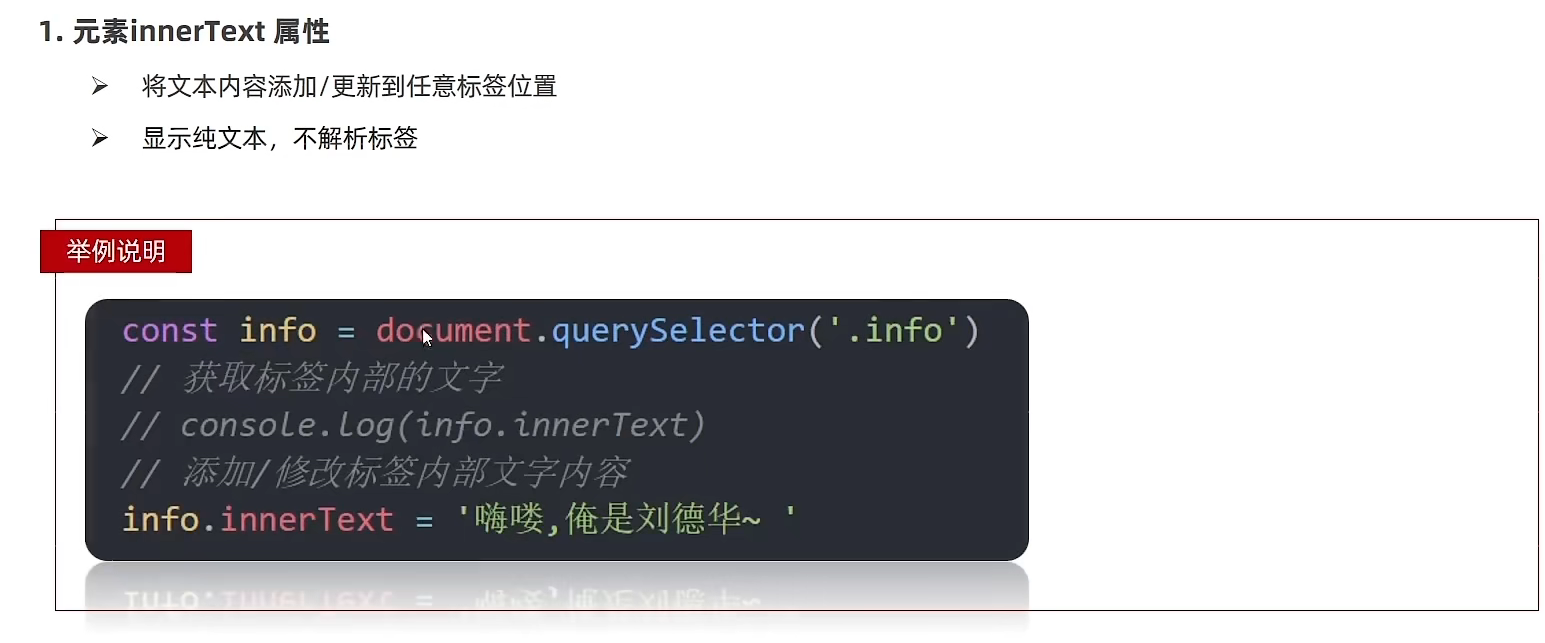 1. 元素innerText 属性
➢ 将文本内容添加/更新到任意标签位置
➢ 显示纯文本，不解析标签
举例说明
const info = document.querySelector('.info')
// 获取标签内部的文字
// console.log(info.innerText)
// 添加/修改标签内部文字内容
info.innerText = '嗨喽,俺是刘德华~ '